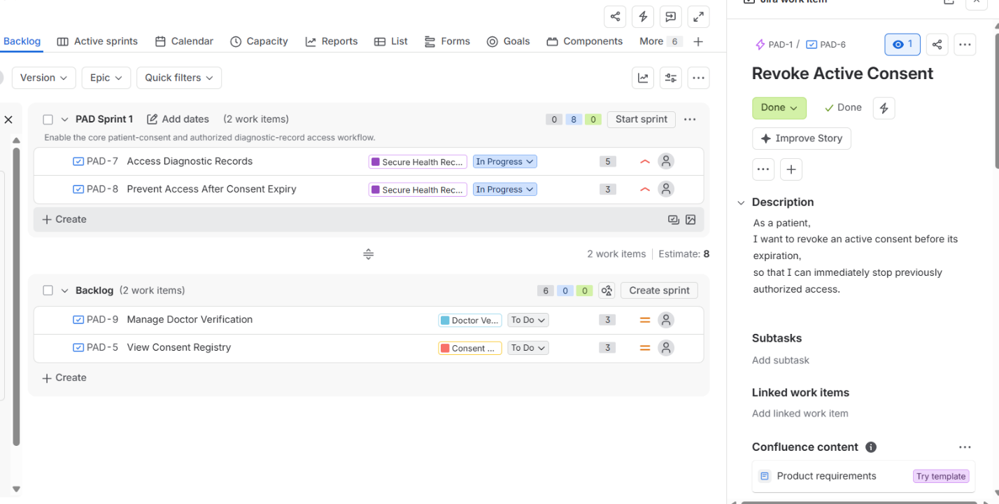 Jira work item
Backlog Active sprints Calendar Capacity Reports List Forms Goals Components More 6
Version Epic Quick filters
PAD Sprint 1 Add dates (2 work items) 0 8 0 Start sprint
Enable the core patient-consent and authorized diagnostic-record access workflow.
PAD-7 Access Diagnostic Records Secure Health Rec... In Progress 5
PAD-8 Prevent Access After Consent Expiry Secure Health Rec... In Progress 3
Create
2 work items Estimate: 8
Backlog (2 work items) 6 0 0 Create sprint
PAD-9 Manage Doctor Verification Doctor Ve... To Do 3
PAD-5 View Consent Registry Consent ... To Do 3
Create
PAD-1 / PAD-6 1
Revoke Active Consent
Done Done
Improve Story
Description
As a patient,
I want to revoke an active consent before its
expiration,
so that I can immediately stop previously
authorized access.
Subtasks
Add subtask
Linked work items
Add linked work item
Confluence content
Product requirements Try template